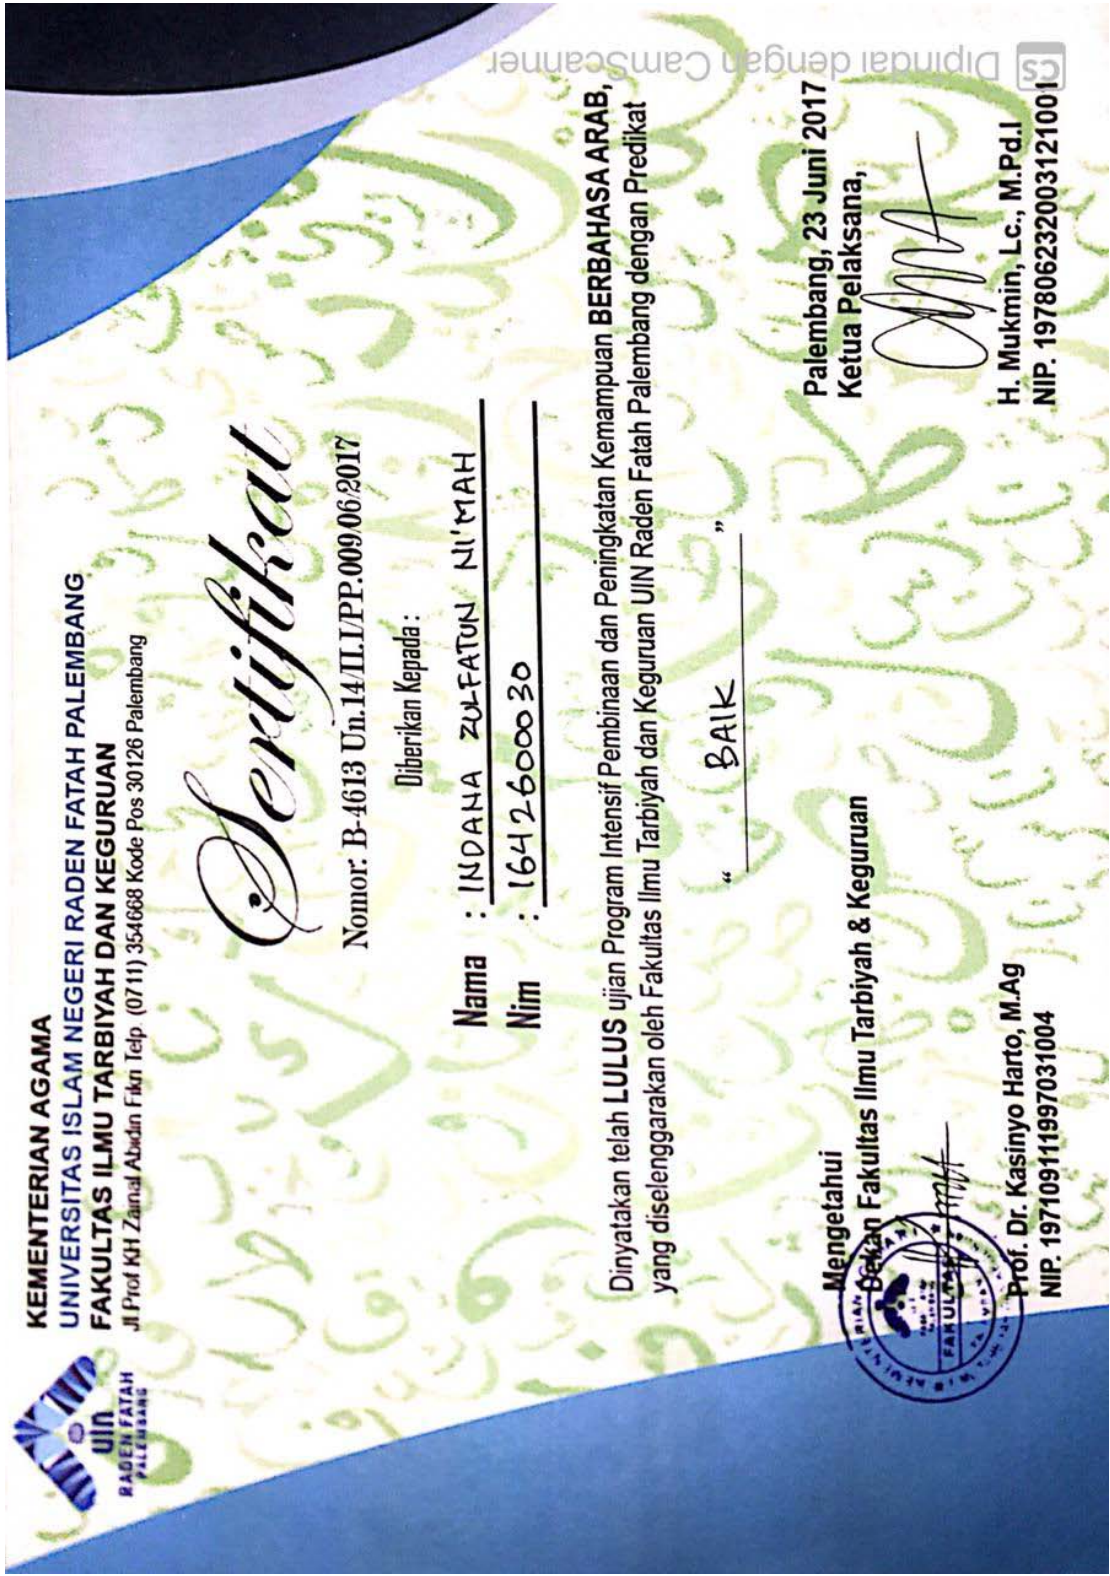 uin
RADEN FATAH
PALEMBANG
KEMENTERIAN AGAMA
UNIVERSITAS ISLAM NEGERI RADEN FATAH PALEMBANG
FAKULTAS ILMU TARBIYAH DAN KEGURUAN
Jl Prof KH Zainal Abidin Fikri Telp. (0711) 354668 Kode Pos 30126 Palembang
Sertifikat
Nomor: B-4613 Un.14/II.I/PP.009/06/2017
Diberikan Kepada :
Nama : INDANA ZULFATUN NI'MAH
Nim : 1642600030
Dinyatakan telah LULUS ujian Program Intensif Pembinaan dan Peningkatan Kemampuan BERBAHASA ARAB,
yang diselenggarakan oleh Fakultas Ilmu Tarbiyah dan Keguruan UIN Raden Fatah Palembang dengan Predikat
" BAIK "
Mengetahui
Dekan Fakultas Ilmu Tarbiyah & Keguruan
FAKULTAS
Prof. Dr. Kasinyo Harto, M.Ag
NIP. 197109111997031004
Palembang, 23 Juni 2017
Ketua Pelaksana,
H. Mukmin, Lc., M.Pd.I
NIP. 197806232003121001
CS Dipindai dengan CamScanner